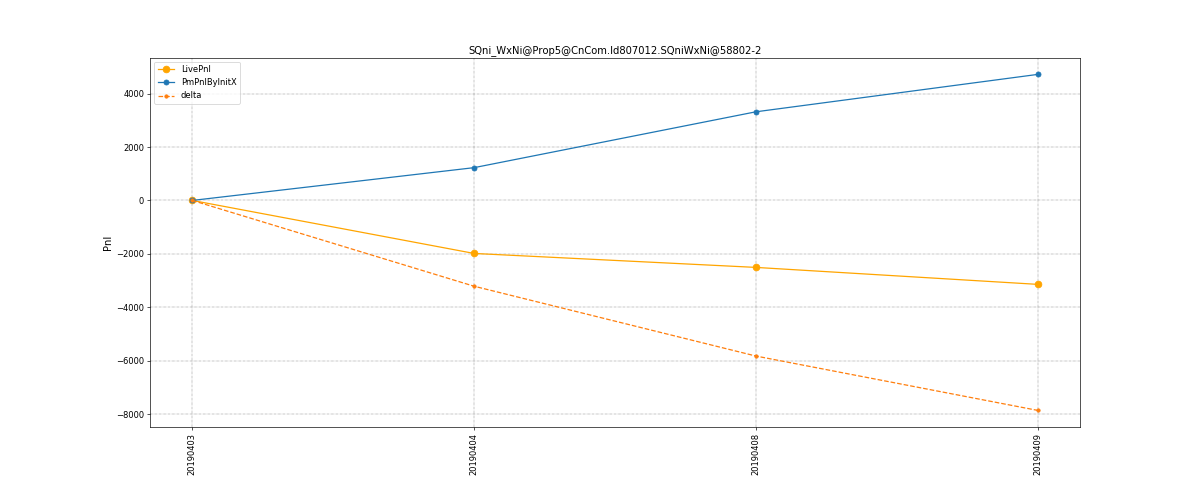 SQni_WxNi@Prop5@CnCom.Id807012.SQniWxNi@58802-2
LivePnl
PmPnlByInitX
delta
4000
2000
0
−2000
−4000
−6000
−8000
Pnl
20190403
20190404
20190408
20190409